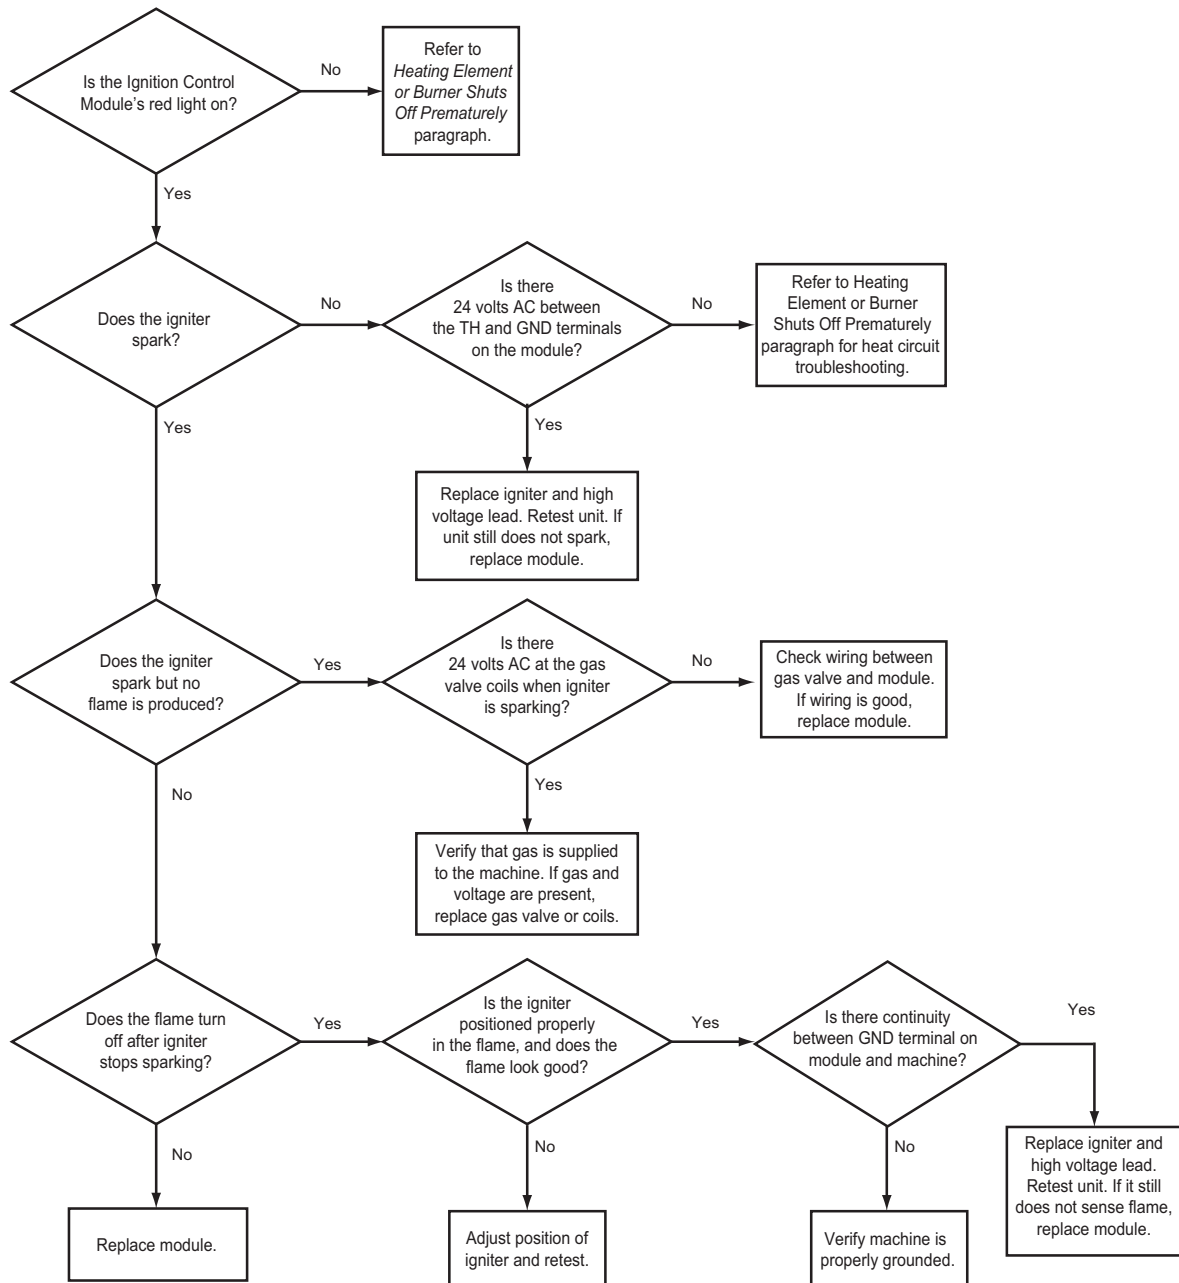 Is the Ignition Control
Module's red light on?
No
Refer to
Heating Element
or Burner Shuts
Off Prematurely
paragraph.
Yes
Does the igniter
spark?
No
Is there
24 volts AC between
the TH and GND terminals
on the module?
No
Refer to Heating
Element or Burner
Shuts Off Prematurely
paragraph for heat circuit
troubleshooting.
Yes
Yes
Replace igniter and high
voltage lead. Retest unit. If
unit still does not spark,
replace module.
Does the igniter
spark but no
flame is produced?
Yes
Is there
24 volts AC at the gas
valve coils when igniter
is sparking?
No
Check wiring between
gas valve and module.
If wiring is good,
replace module.
No
Yes
Verify that gas is supplied
to the machine. If gas and
voltage are present,
replace gas valve or coils.
Does the flame turn
off after igniter
stops sparking?
Yes
Is the igniter
positioned properly
in the flame, and does the
flame look good?
Yes
Is there continuity
between GND terminal on
module and machine?
Yes
No
No
No
Replace module.
Adjust position of
igniter and retest.
Verify machine is
properly grounded.
Replace igniter and
high voltage lead.
Retest unit. If it still
does not sense flame,
replace module.